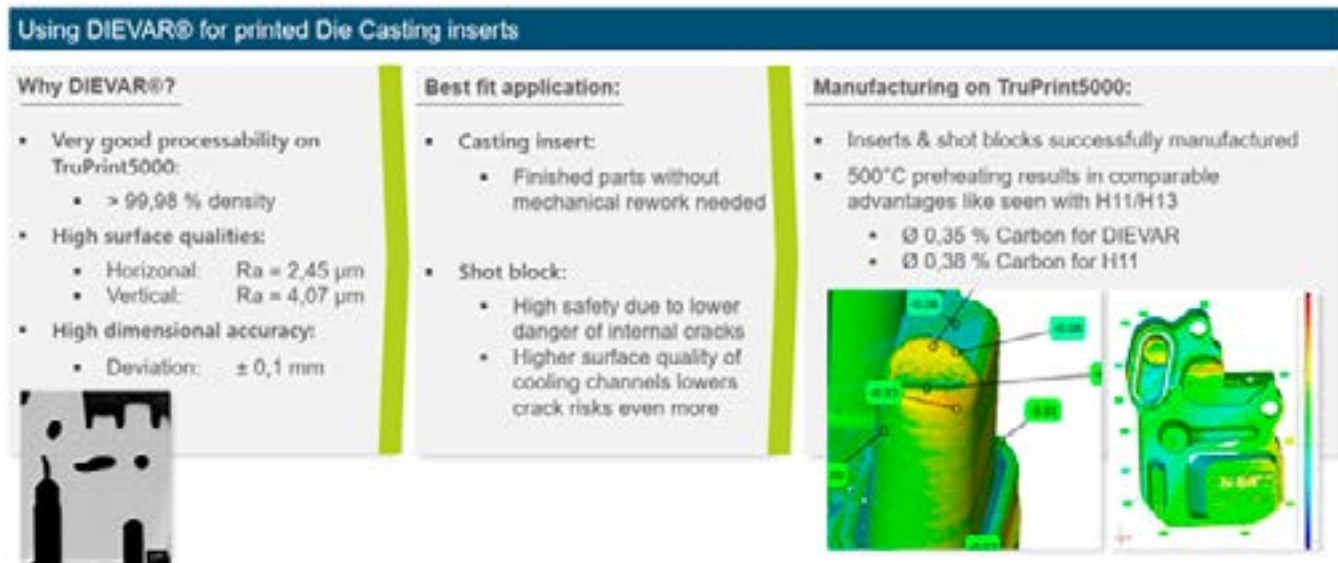 Using DIEVAR® for printed Die Casting inserts
Why DIEVAR®?
Very good processability on
TruPrint5000:
> 99,98 % density
High surface qualities:
Horizonal: Ra = 2,45 µm
Vertical: Ra = 4,07 µm
High dimensional accuracy:
Deviation: ± 0,1 mm
Best fit application:
Casting insert:
Finished parts without
mechanical rework needed
Shot block:
High safety due to lower
danger of internal cracks
Higher surface quality of
cooling channels lowers
crack risks even more
Manufacturing on TruPrint5000:
Inserts & shot blocks successfully manufactured
500°C preheating results in comparable
advantages like seen with H11/H13
Ø 0,35 % Carbon for DIEVAR
Ø 0,38 % Carbon for H11